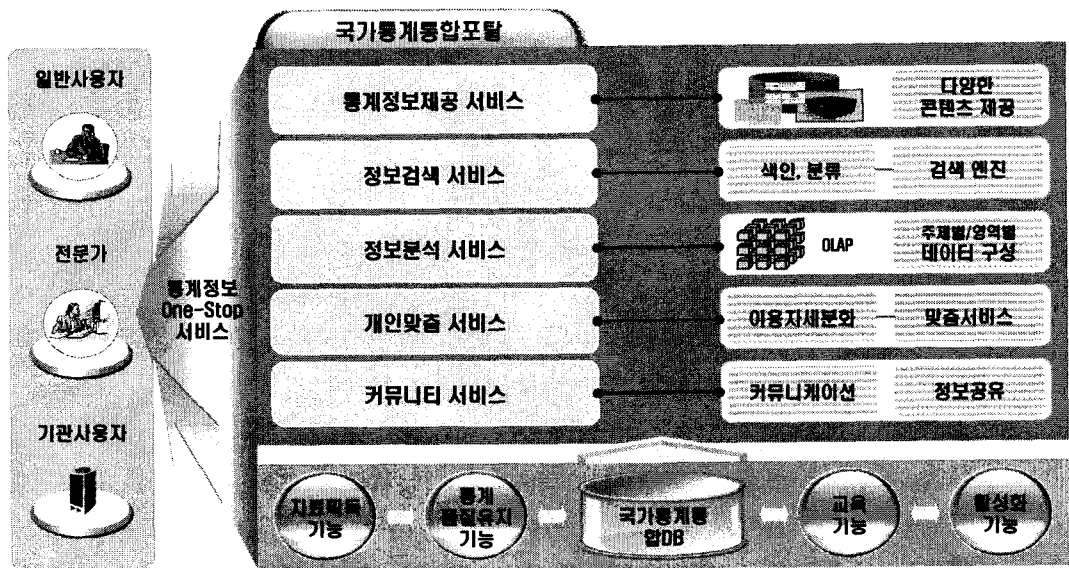 국가통계통합포탈
일반사용자
전문가
기관사용자
통계정보
One-Stop
서비스
통계정보제공 서비스
다양한
콘텐츠 제공
정보검색 서비스
색인, 분류
검색 엔진
정보분석 서비스
OLAP
주제별/영역별
데이터 구성
개인맞춤 서비스
이용자세분화
맞춤서비스
커뮤니티 서비스
커뮤니케이션
정보공유
자료획득
기능
통계
품질유지
기능
국가통계통
합DB
교육
기능
활성화
기능